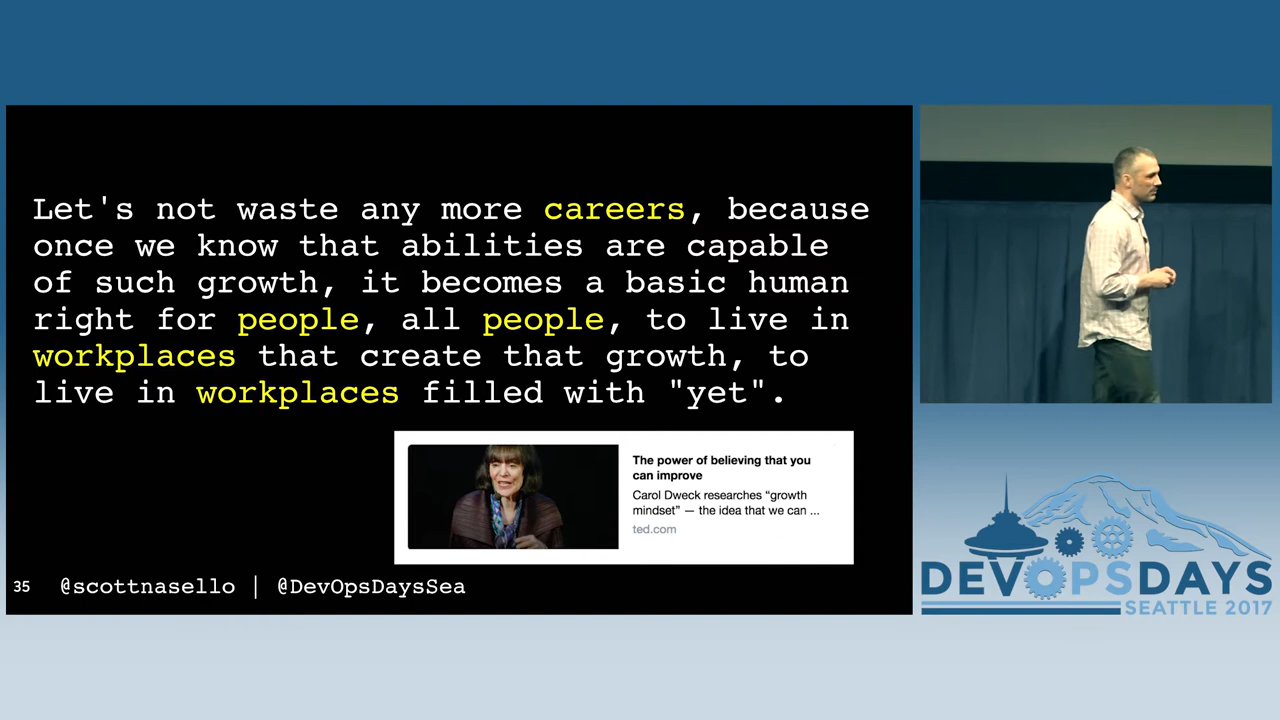 Let's not waste any more careers, because
once we know that abilities are capable
of such growth, it becomes a basic human
right for people, all people, to live in
workplaces that create that growth, to
live in workplaces filled with "yet".
The power of believing that you
can improve
Carol Dweck researches “growth
mindset” — the idea that we can ...
ted.com
35 @scottnasello | @DevOpsDaysSea
DEVOPSDAYS
SEATTLE 2017